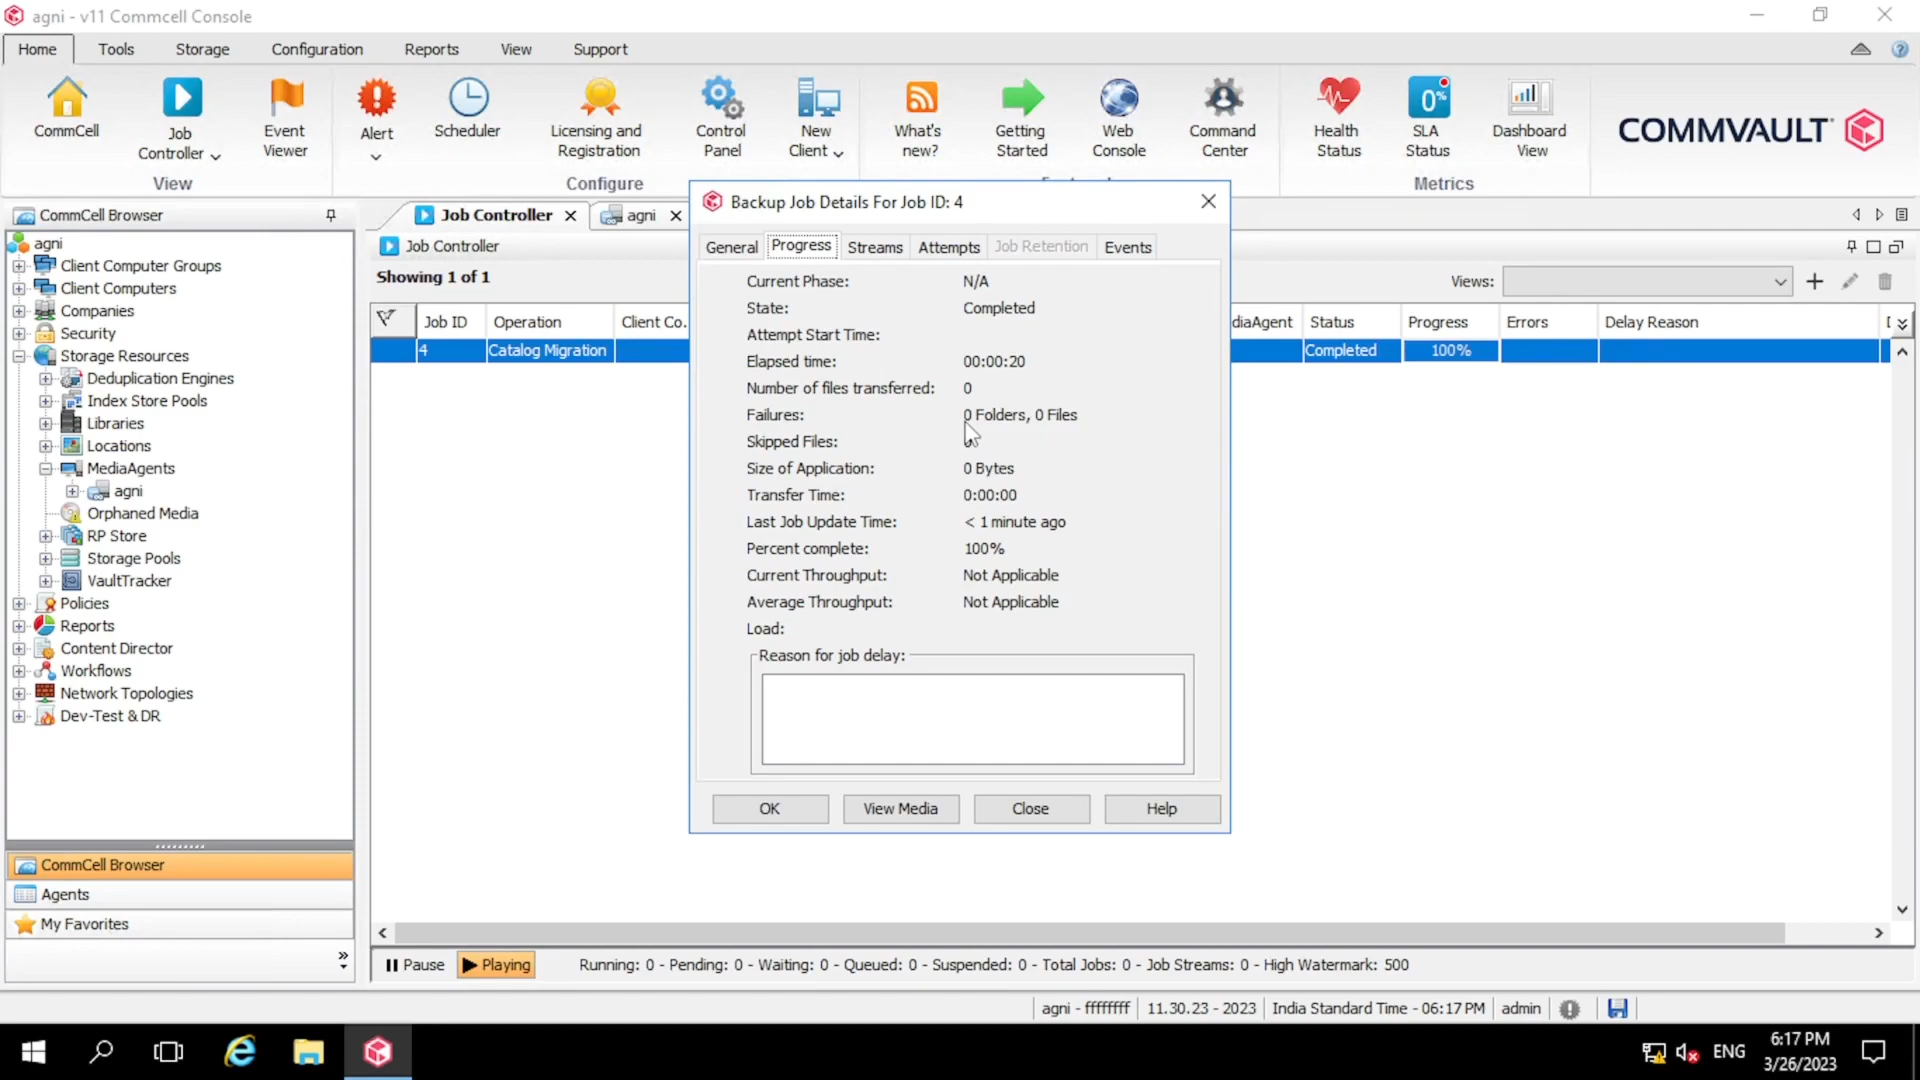 agni - v11 Commcell Console
Home Tools Storage Configuration Reports View Support
CommCell
Job Controller
Event Viewer
View
Alert
Scheduler
Licensing and Registration
Control Panel
New Client
Configure
What's new?
Getting Started
Web Console
Command Center
Health Status
0%
SLA Status
Dashboard View
Metrics
COMMVAULT
CommCell Browser
agni
Client Computer Groups
Client Computers
Companies
Security
Storage Resources
Deduplication Engines
Index Store Pools
Libraries
Locations
MediaAgents
agni
Orphaned Media
RP Store
Storage Pools
VaultTracker
Policies
Reports
Content Director
Workflows
Network Topologies
Dev-Test & DR
CommCell Browser
Agents
My Favorites
Job Controller agni
Job Controller
Showing 1 of 1
Views:
Job ID Operation Client Co. diaAgent Status Progress Errors Delay Reason
4 Catalog Migration Completed 100%
Backup Job Details For Job ID: 4
General Progress Streams Attempts Job Retention Events
Current Phase: N/A
State: Completed
Attempt Start Time:
Elapsed time: 00:00:20
Number of files transferred: 0
Failures: 0 Folders, 0 Files
Skipped Files:
Size of Application: 0 Bytes
Transfer Time: 0:00:00
Last Job Update Time: < 1 minute ago
Percent complete: 100%
Current Throughput: Not Applicable
Average Throughput: Not Applicable
Load:
Reason for job delay:
OK View Media Close Help
Pause Playing Running: 0 - Pending: 0 - Waiting: 0 - Queued: 0 - Suspended: 0 - Total Jobs: 0 - Job Streams: 0 - High Watermark: 500
agni - ffffffff 11.30.23 - 2023 India Standard Time - 06:17 PM admin
ENG
6:17 PM
3/26/2023